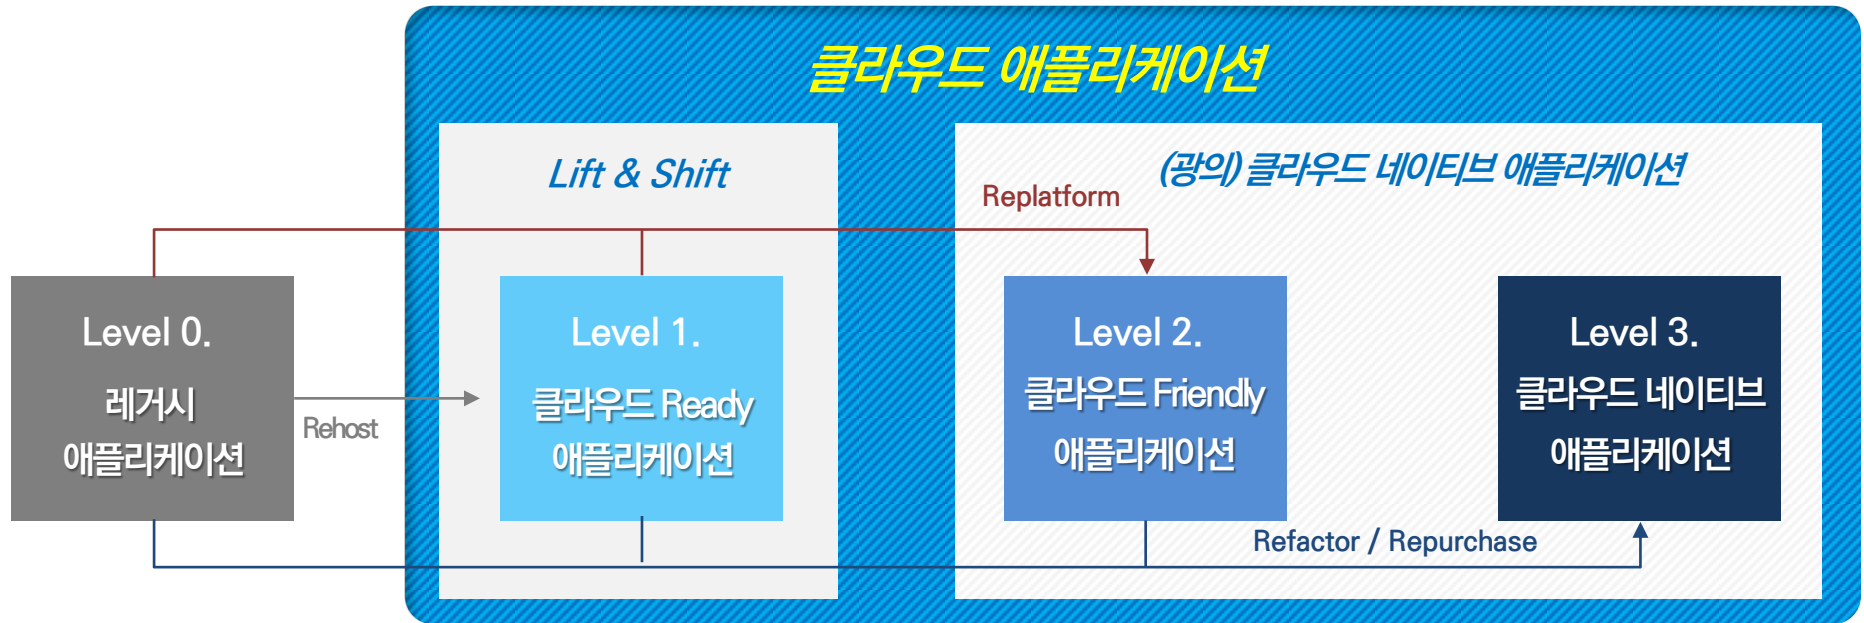 클라우드 애플리케이션
Lift & Shift
(광의) 클라우드 네이티브 애플리케이션
Replatform
Level 0.
레거시
애플리케이션
Rehost
Level 1.
클라우드 Ready
애플리케이션
Level 2.
클라우드 Friendly
애플리케이션
Level 3.
클라우드 네이티브
애플리케이션
Refactor / Repurchase